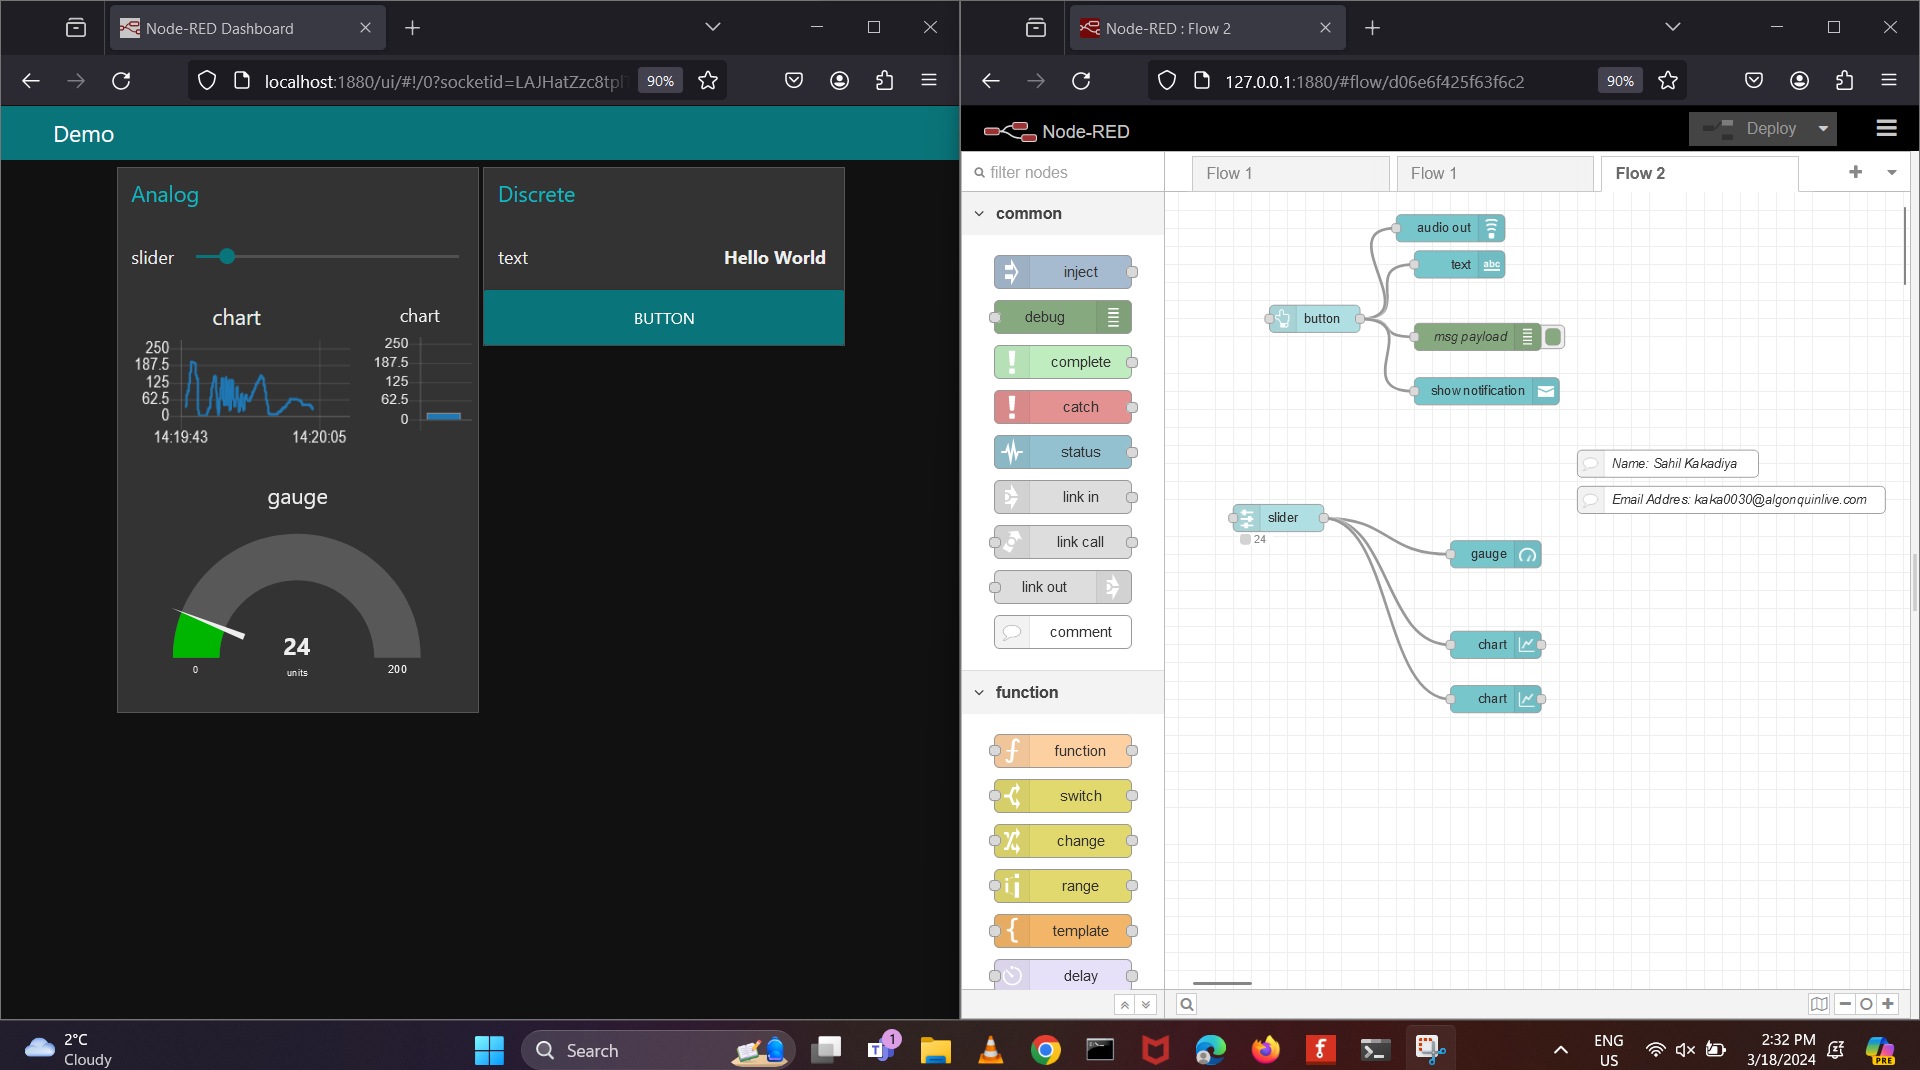 Node-RED Dashboard
localhost:1880/ui/#!/0?socketid=LAJHatZzc8tpl
90%
Demo
Analog
slider
chart
250
187.5
125
62.5
0
14:19:43
14:20:05
chart
250
187.5
125
62.5
0
gauge
24
units
0
200
Discrete
text
Hello World
BUTTON
Node-RED : Flow 2
127.0.0.1:1880/#flow/d06e6f425f63f6c2
90%
Node-RED
Deploy
filter nodes
Flow 1
Flow 1
Flow 2
common
inject
debug
complete
catch
status
link in
link call
link out
comment
function
function
switch
change
range
template
delay
audio out
text
abc
button
msg payload
show notification
Name: Sahil Kakadiya
Email Addres: kaka0030@algonquinlive.com
slider
24
gauge
chart
chart
2°C
Cloudy
Search
1
ENG
US
2:32 PM
3/18/2024
PRE